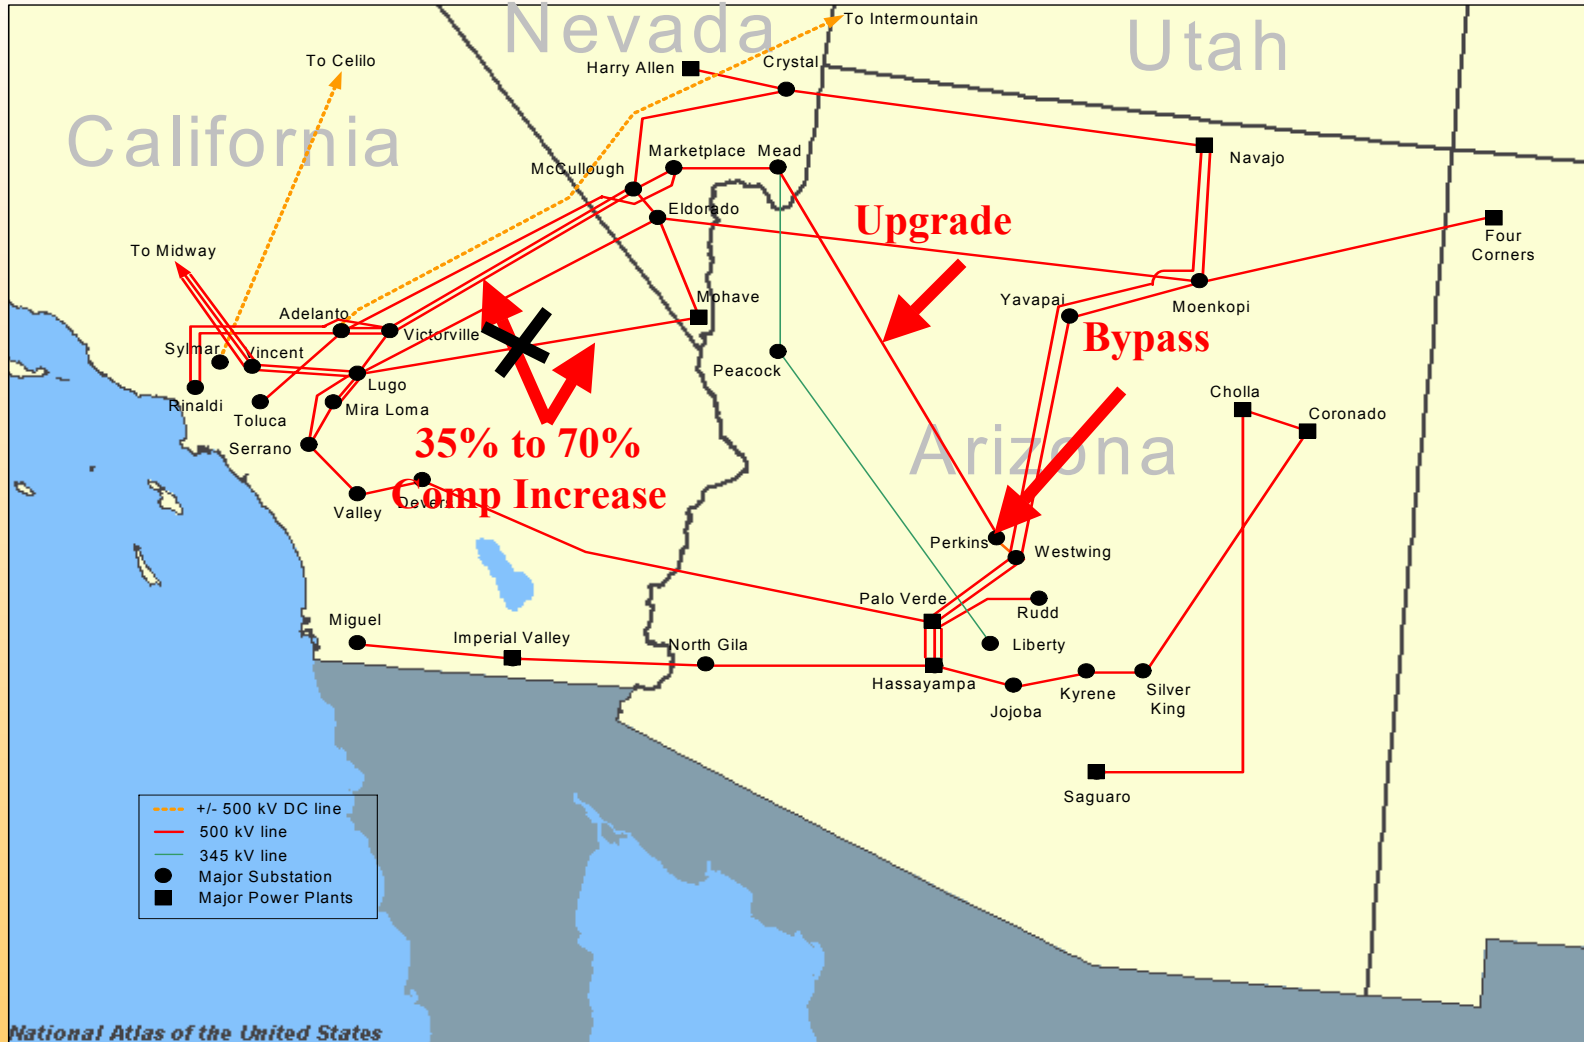 Nevada
To Intermountain
Utah
To Celilo
Harry Allen
Crystal
California
Marketplace
Mead
McCullough
Navajo
Eldorado
Upgrade
Four
Corners
To Midway
Mohave
Yavapai
Moenkopi
Adelanto
Victorville
Bypass
Sylmar
Vincent
Peacock
Lugo
Cholla
Rinaldi
Toluca
Mira Loma
Coronado
35% to 70%
Arizona
Serrano
Comp Increase
Devers
Valley
Perkins
Westwing
Palo Verde
Rudd
Miguel
Imperial Valley
North Gila
Liberty
Hassayampa
Jojoba
Kyrene
Silver
King
Saguaro
+/- 500 kV DC line
500 kV line
345 kV line
Major Substation
Major Power Plants
National Atlas of the United States